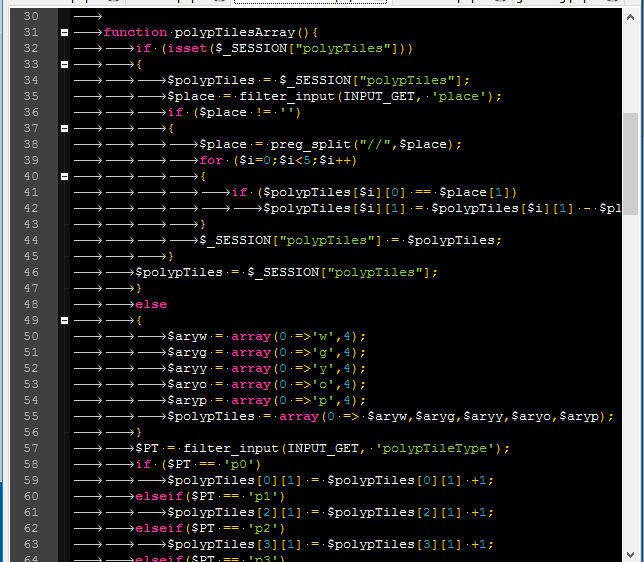 30
31 function polypTilesArray(){
32 if (isset($_SESSION["polypTiles"]))
33 {
34 $polypTiles = $_SESSION["polypTiles"];
35 $place = filter_input(INPUT_GET, 'place');
36 if ($place != '')
37 {
38 $place = preg_split("//",$place);
39 for ($i=0;$i<5;$i++)
40 {
41 if ($polypTiles[$i][0] == $place[1])
42 $polypTiles[$i][1] = $polypTiles[$i][1] - $pl
43 }
44 $_SESSION["polypTiles"] = $polypTiles;
45 }
46 $polypTiles = $_SESSION["polypTiles"];
47 }
48 else
49 {
50 $aryw = array(0 =>'w',4);
51 $aryg = array(0 =>'g',4);
52 $aryy = array(0 =>'y',4);
53 $aryo = array(0 =>'o',4);
54 $aryp = array(0 =>'p',4);
55 $polypTiles = array(0 => $aryw,$aryg,$aryy,$aryo,$aryp);
56 }
57 $PT = filter_input(INPUT_GET, 'polypTileType');
58 if ($PT == 'p0')
59 $polypTiles[0][1] = $polypTiles[0][1] +1;
60 elseif($PT == 'p1')
61 $polypTiles[2][1] = $polypTiles[2][1] +1;
62 elseif($PT == 'p2')
63 $polypTiles[3][1] = $polypTiles[3][1] +1;
64 elseif($PT == 'p3')